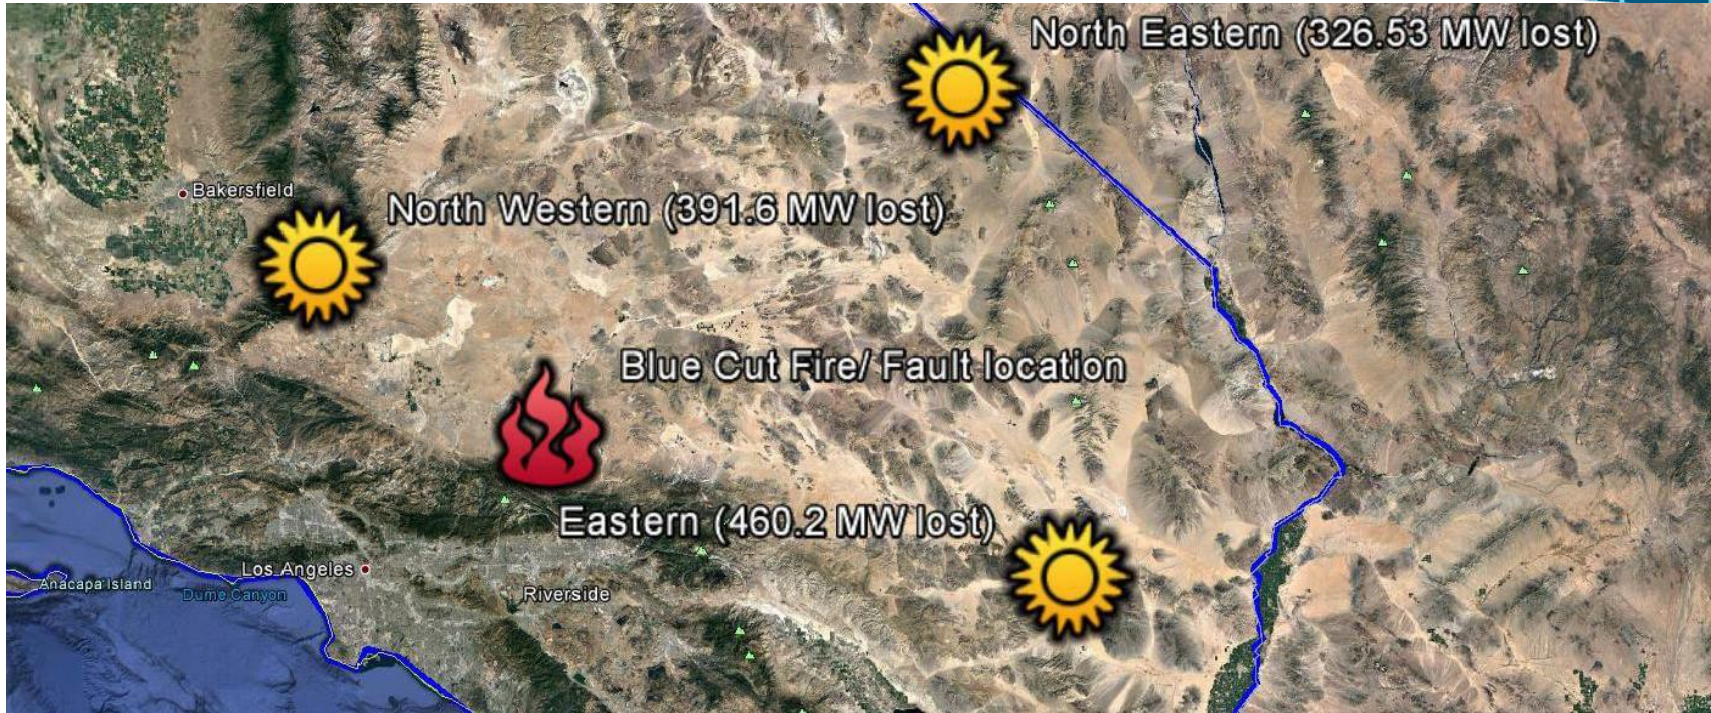 North Eastern (326.53 MW lost)
Bakersfield
North Western (391.6 MW lost)
Blue Cut Fire/ Fault location
Eastern (460.2 MW lost)
Los Angeles
Anacapa Island
Dume Canyon
Riverside